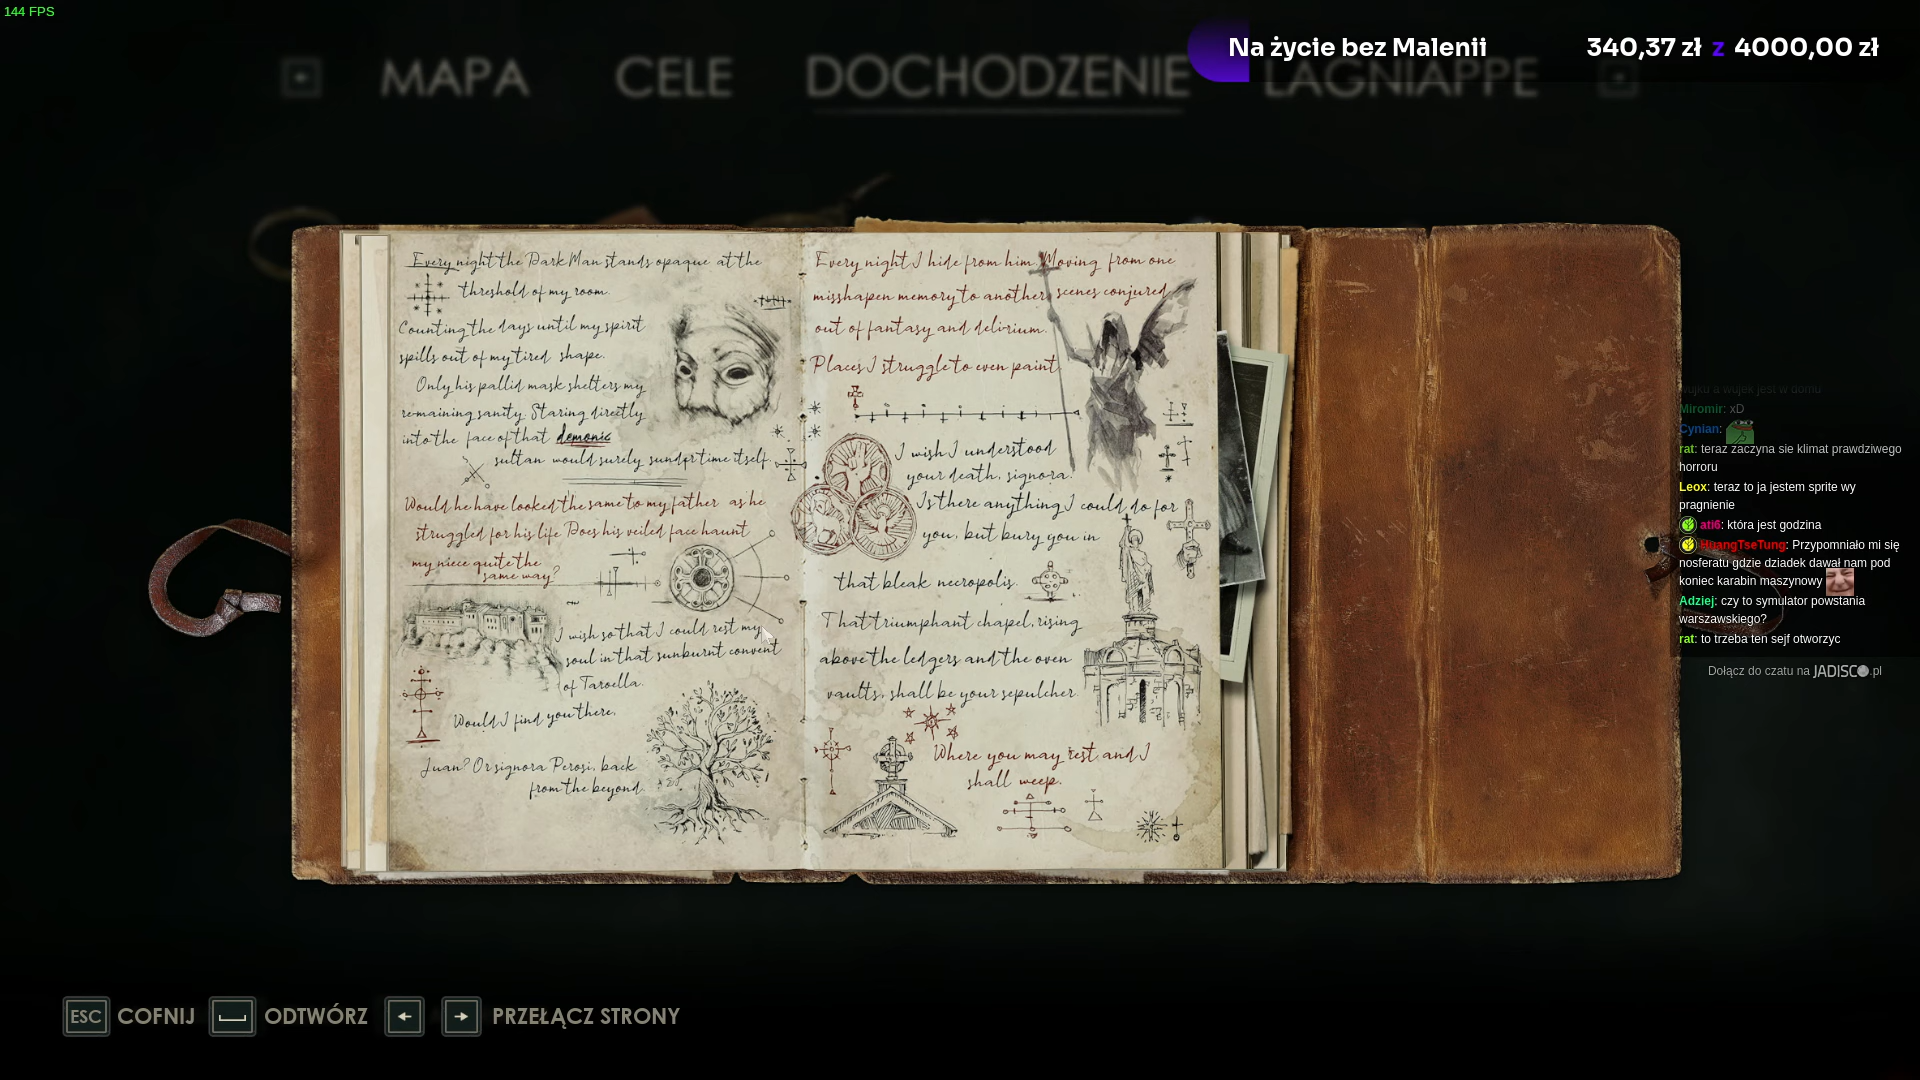 144 FPS
Na życie bez Malenii 340,37 zł z 4000,00 zł
MAPA CELE DOCHODZENIE LAGNIAPPE
Every night the Dark Man stands opaque at the
threshold of my room.
Counting the days until my spirit
spills out of my tired shape.
Only his pallid mask shelters my
remaining sanity. Staring directly
into the face of that demonic
sultan would surely sunder time itself.
Would he have looked the same to my father as he
struggled for his life? Does his veiled face haunt
my niece quite the
same way?
I wish so that I could rest my
soul in that sunburnt convent
of Taroella.
Would I find you there,
Juan? Or signora Perosi, back
from the beyond.
Every night I hide from him. Moving from one
misshapen memory to another, scenes conjured
out of fantasy and delirium.
Places I struggle to even paint.
I wish I understood
your death, signora.
Is there anything I could do for
you, but bury you in
that bleak necropolis.
That triumphant chapel, rising
above the ledgers and the oven
vaults, shall be your sepulcher.
Where you may rest and I
shall weep.
wujku a wujek jest w domu
Miromir: xD
Cynian:
rat: teraz zaczyna sie klimat prawdziwego
horroru
Leox: teraz to ja jestem sprite wy
pragnienie
ati6: która jest godzina
HuangTseTung: Przypomniało mi się
nosferatu gdzie dziadek dawał nam pod
koniec karabin maszynowy
Adziej: czy to symulator powstania
warszawskiego?
rat: to trzeba ten sejf otworzyc
Dołącz do czatu na JADISCO.pl
ESC COFNIJ ODTWÓRZ PRZEŁĄCZ STRONY